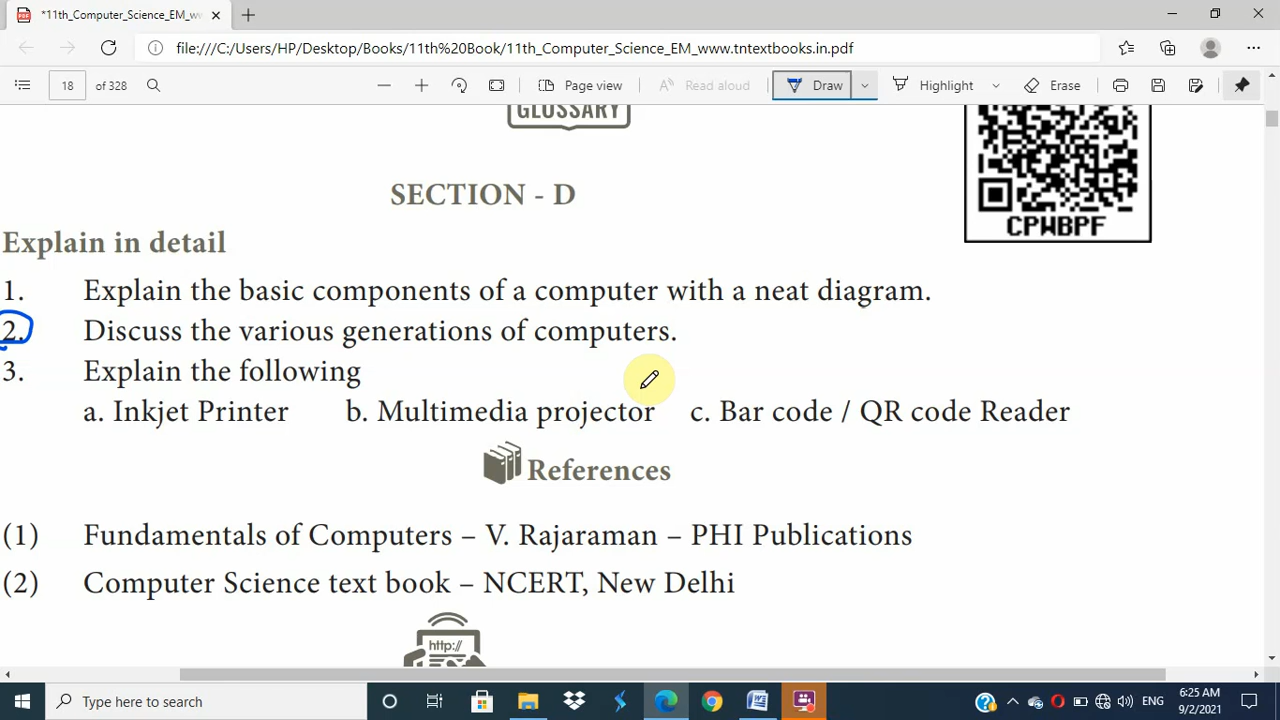 *11th_Computer_Science_EM_ww
file:///C:/Users/HP/Desktop/Books/11th%20Book/11th_Computer_Science_EM_www.tntextbooks.in.pdf
18 of 328
Page view
Read aloud
Draw
Highlight
Erase
GLOSSARY
CPWBPF
SECTION - D
Explain in detail
1. Explain the basic components of a computer with a neat diagram.
2. Discuss the various generations of computers.
3. Explain the following
a. Inkjet Printer b. Multimedia projector c. Bar code / QR code Reader
References
(1) Fundamentals of Computers – V. Rajaraman – PHI Publications
(2) Computer Science text book – NCERT, New Delhi
http://
Type here to search
ENG
6:25 AM
9/2/2021